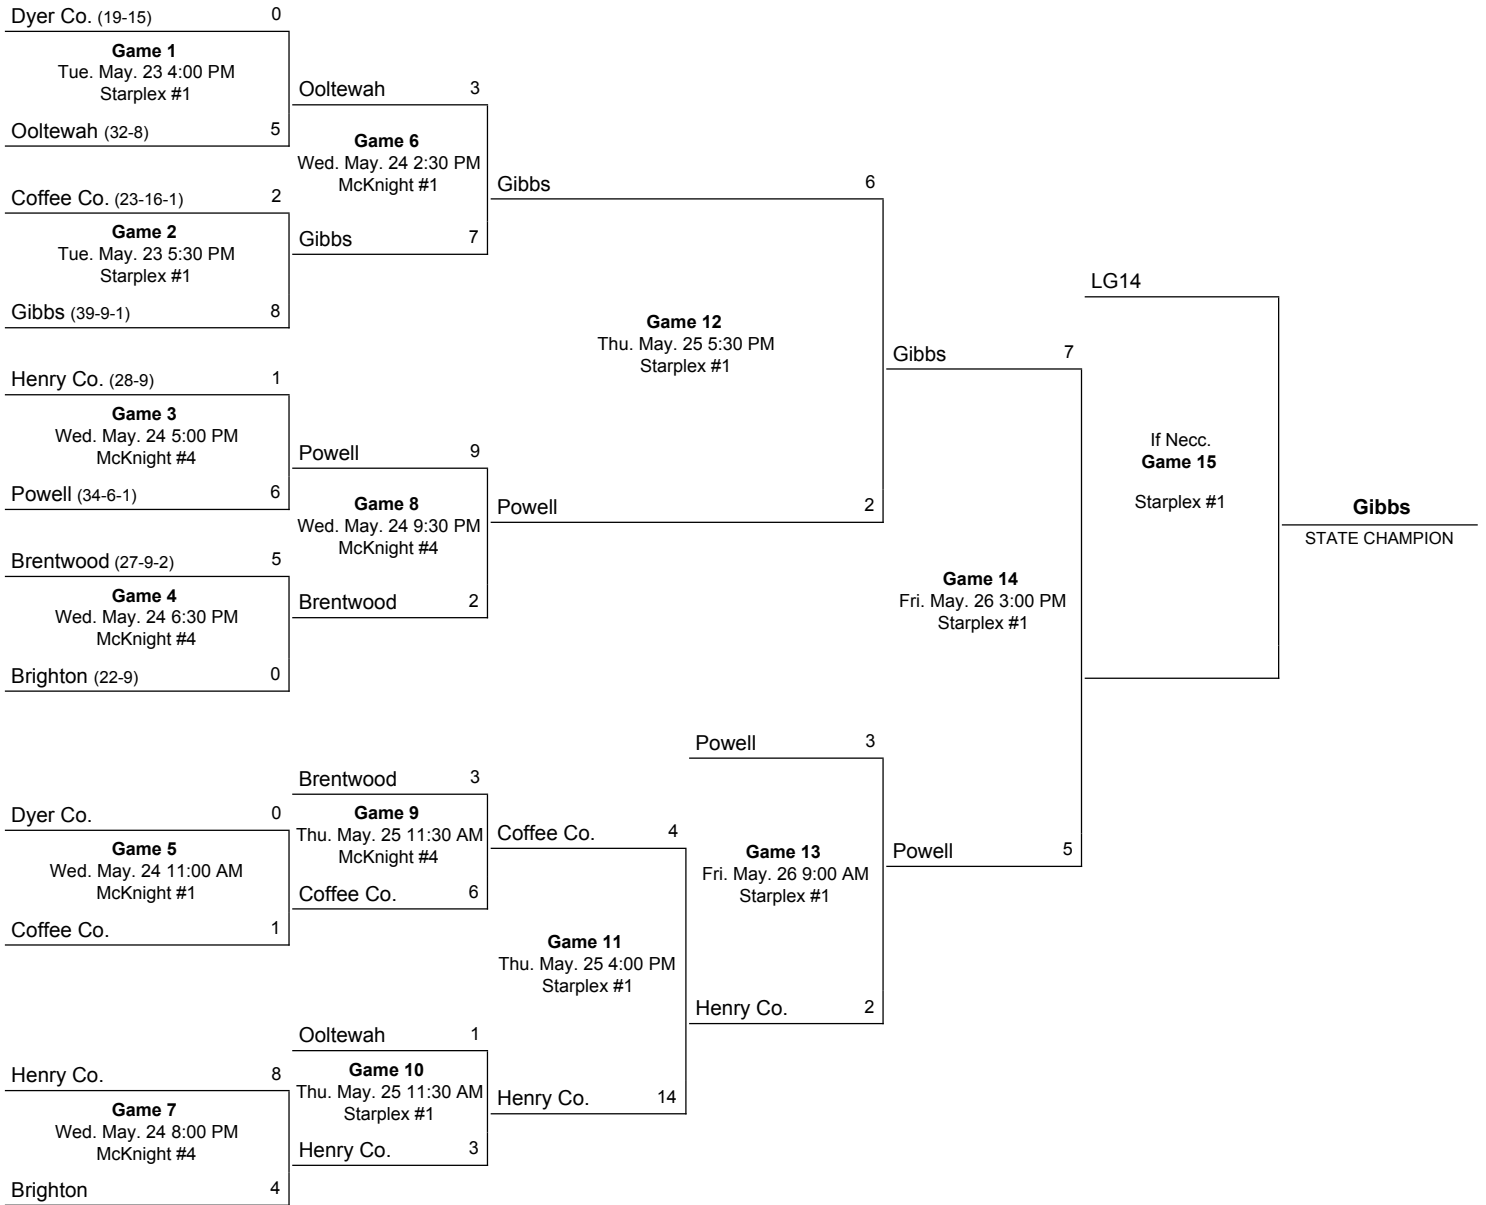 Dyer Co. (19-15) 0
Game 1
Tue. May. 23 4:00 PM
Starplex #1
Ooltewah (32-8) 5
Coffee Co. (23-16-1) 2
Game 2
Tue. May. 23 5:30 PM
Starplex #1
Gibbs (39-9-1) 8
Henry Co. (28-9) 1
Game 3
Wed. May. 24 5:00 PM
McKnight #4
Powell (34-6-1) 6
Brentwood (27-9-2) 5
Game 4
Wed. May. 24 6:30 PM
McKnight #4
Brighton (22-9) 0
Dyer Co. 0
Game 5
Wed. May. 24 11:00 AM
McKnight #1
Coffee Co. 1
Henry Co. 8
Game 7
Wed. May. 24 8:00 PM
McKnight #4
Brighton 4
Ooltewah 3
Game 6
Wed. May. 24 2:30 PM
McKnight #1
Gibbs 7
Powell 9
Game 8
Wed. May. 24 9:30 PM
McKnight #4
Brentwood 2
Brentwood 3
Game 9
Thu. May. 25 11:30 AM
McKnight #4
Coffee Co. 6
Ooltewah 1
Game 10
Thu. May. 25 11:30 AM
Starplex #1
Henry Co. 3
Gibbs 6
Game 12
Thu. May. 25 5:30 PM
Starplex #1
Powell 2
Coffee Co. 4
Game 11
Thu. May. 25 4:00 PM
Starplex #1
Henry Co. 14
Powell 3
Game 13
Fri. May. 26 9:00 AM
Starplex #1
Henry Co. 2
Gibbs 7
Game 14
Fri. May. 26 3:00 PM
Starplex #1
Powell 5
LG14
If Necc.
Game 15
Starplex #1
Gibbs
STATE CHAMPION